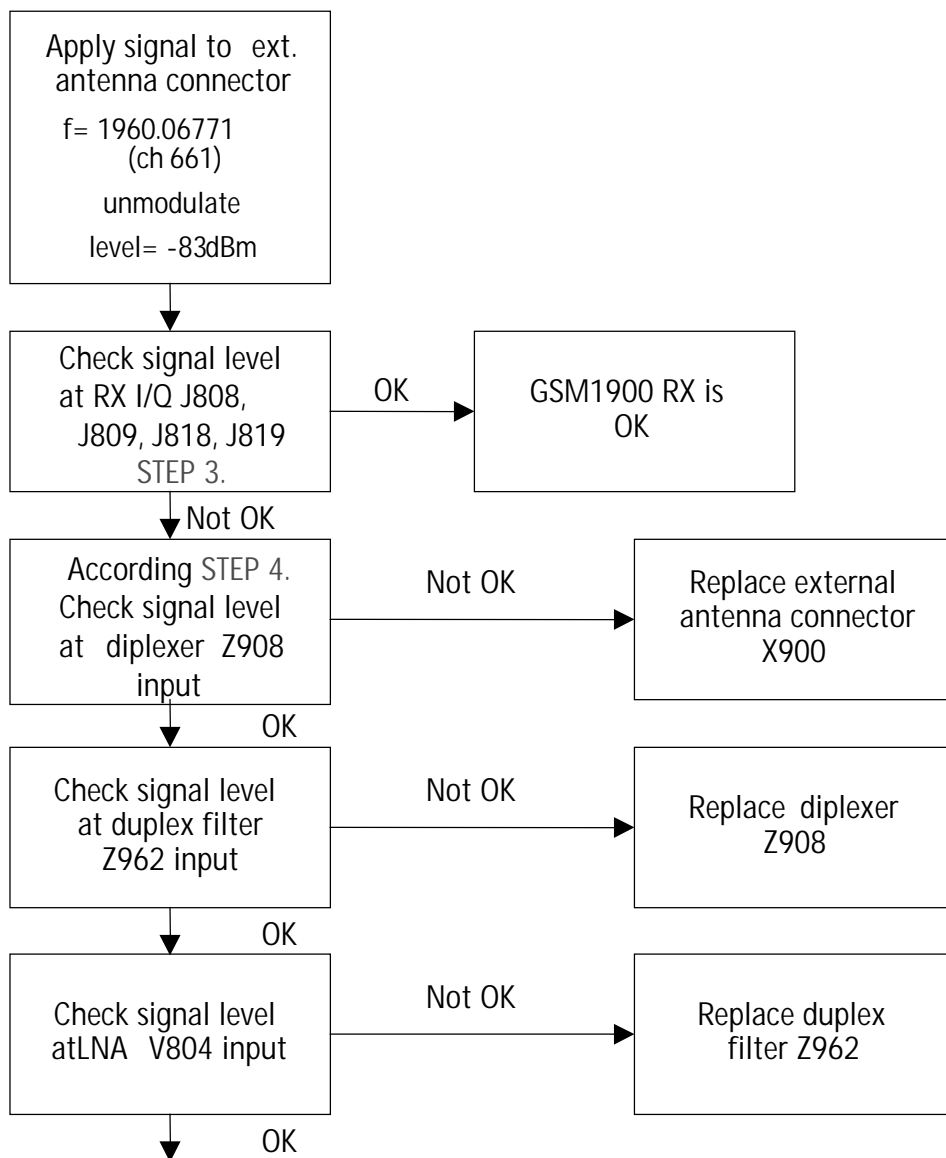 Apply signal to ext.
antenna connector
f= 1960.06771
(ch 661)
unmodulate
level= -83dBm
Check signal level
at RX I/Q J808,
J809, J818, J819
STEP 3.
OK
GSM1900 RX is
OK
Not OK
According STEP 4.
Check signal level
at diplexer Z908
input
Not OK
Replace external
antenna connector
X900
OK
Check signal level
at duplex filter
Z962 input
Not OK
Replace diplexer
Z908
OK
Check signal level
atLNA V804 input
Not OK
Replace duplex
filter Z962
OK